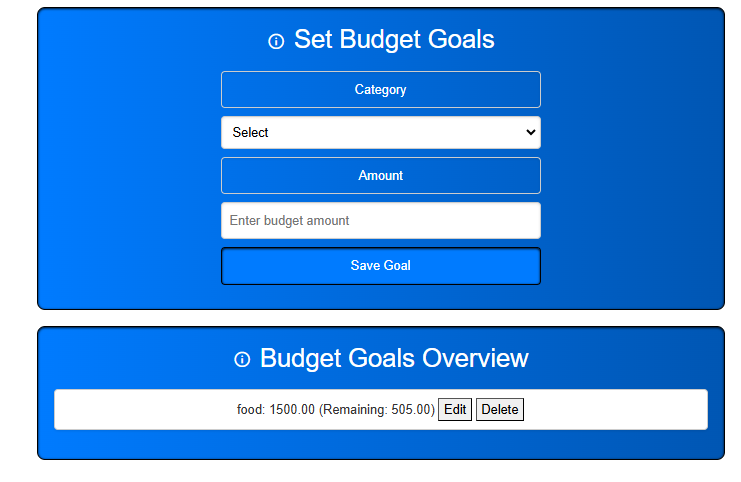 Set Budget Goals
Category
Select
Amount
Enter budget amount
Save Goal
Budget Goals Overview
food: 1500.00 (Remaining: 505.00) Edit Delete